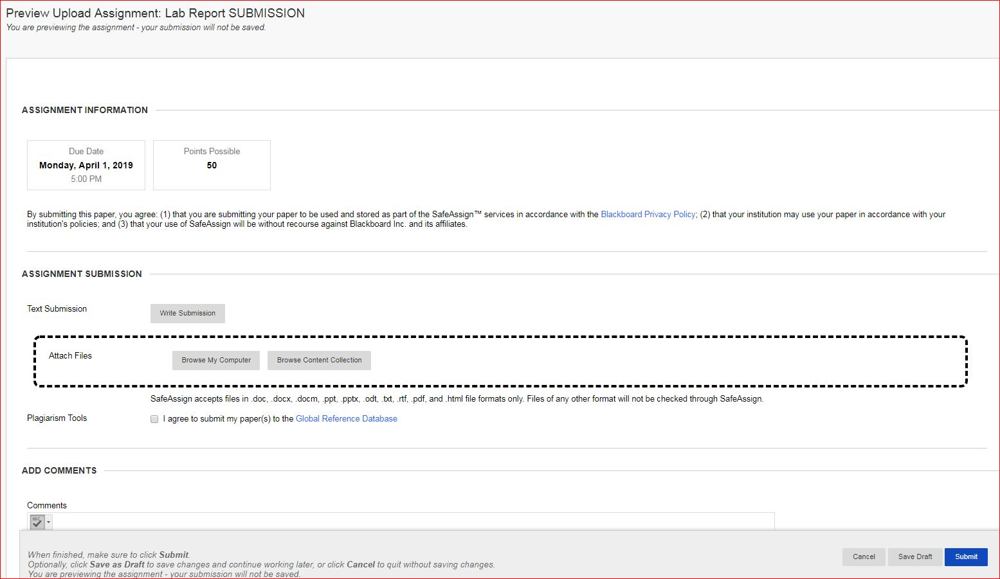 Preview Upload Assignment: Lab Report SUBMISSION
You are previewing the assignment - your submission will not be saved.
ASSIGNMENT INFORMATION
Due Date
Monday, April 1, 2019
5:00 PM
Points Possible
50
By submitting this paper, you agree: (1) that you are submitting your paper to be used and stored as part of the SafeAssign™ services in accordance with the Blackboard Privacy Policy; (2) that your institution may use your paper in accordance with your
institution's policies; and (3) that your use of SafeAssign will be without recourse against Blackboard Inc. and its affiliates.
ASSIGNMENT SUBMISSION
Text Submission
Write Submission
Attach Files
Browse My Computer
Browse Content Collection
SafeAssign accepts files in .doc, .docx, .docm, .ppt, .pptx, .odt, .txt, .rtf, .pdf, and .html file formats only. Files of any other format will not be checked through SafeAssign.
Plagiarism Tools
I agree to submit my paper(s) to the Global Reference Database
ADD COMMENTS
Comments
ABC
When finished, make sure to click Submit.
Optionally, click Save as Draft to save changes and continue working later, or click Cancel to quit without saving changes.
You are previewing the assignment - your submission will not be saved.
Cancel
Save Draft
Submit